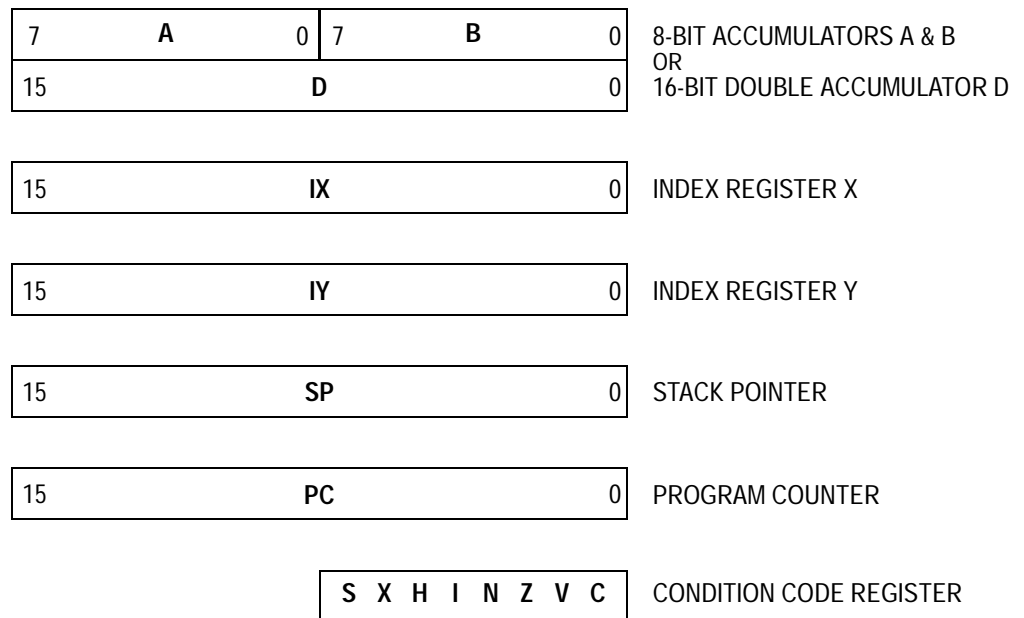 7 A 0 7 B 0 8-BIT ACCUMULATORS A & B
OR
15 D 0 16-BIT DOUBLE ACCUMULATOR D
15 IX 0 INDEX REGISTER X
15 IY 0 INDEX REGISTER Y
15 SP 0 STACK POINTER
15 PC 0 PROGRAM COUNTER
S X H I N Z V C CONDITION CODE REGISTER